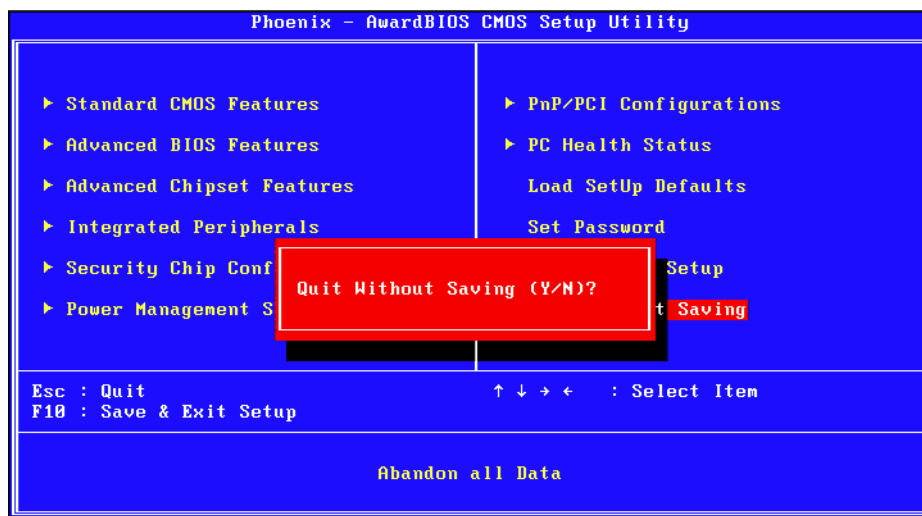 Phoenix - AwardBIOS CMOS Setup Utility
► Standard CMOS Features
► Advanced BIOS Features
► Advanced Chipset Features
► Integrated Peripherals
► Security Chip Conf
► Power Management S
► PnP/PCI Configurations
► PC Health Status
Load SetUp Defaults
Set Password
Setup
t Saving
Quit Without Saving (Y/N)?
Esc : Quit
F10 : Save & Exit Setup
↑ ↓ → ← : Select Item
Abandon all Data